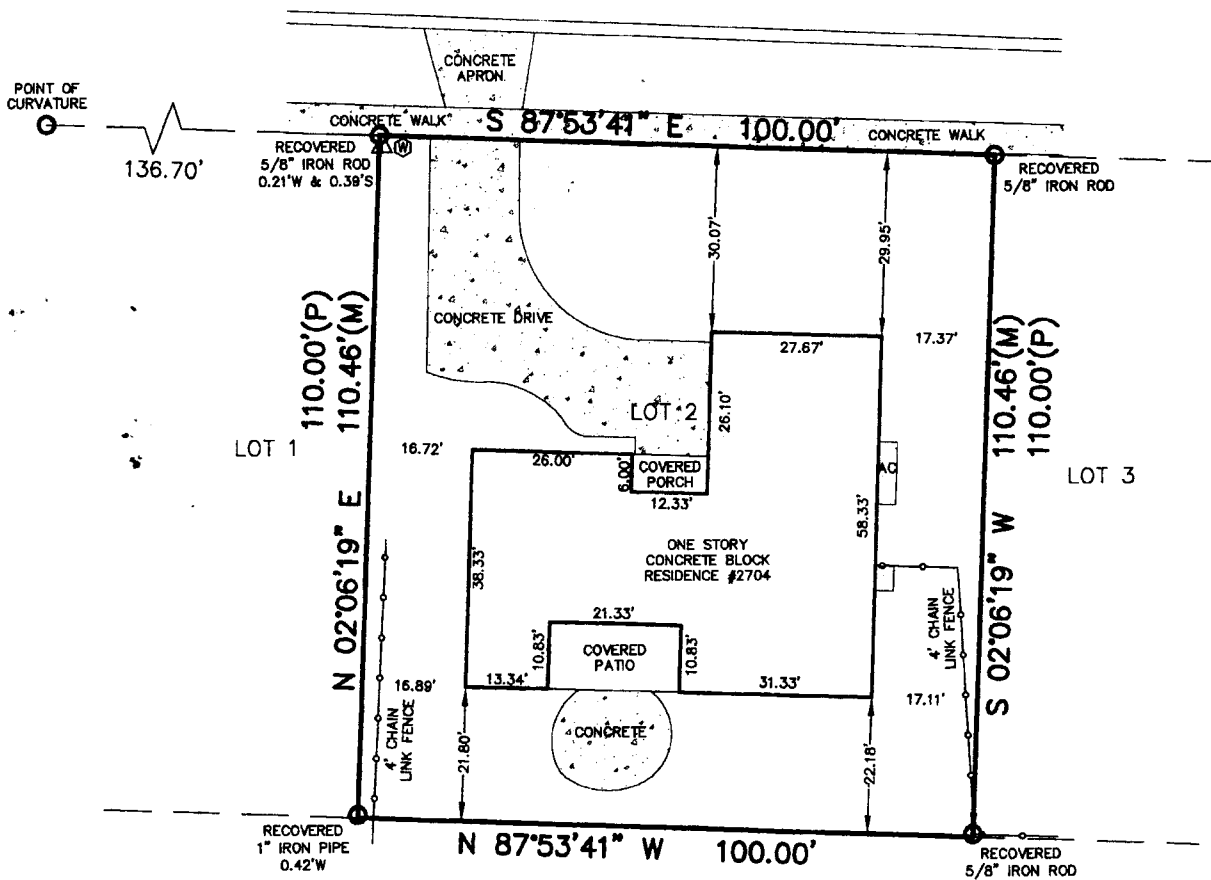 CONCRETE
APRON
POINT OF
CURVATURE
CONCRETE WALK
S 87°53'41" E 100.00'
CONCRETE WALK
136.70'
RECOVERED
5/8" IRON ROD
0.21'W & 0.39'S
W
RECOVERED
5/8" IRON ROD
30.07'
29.95'
110.00'(P)
110.46'(M)
CONCRETE DRIVE
27.67'
17.37'
110.46'(M)
110.00'(P)
LOT 2
26.10'
LOT 1
16.72'
26.00'
6.00'
COVERED
PORCH
12.33'
AC
LOT 3
58.33'
N 02°06'19" E
38.33'
ONE STORY
CONCRETE BLOCK
RESIDENCE #2704
S 02°06'19" W
21.33'
10.83'
COVERED
PATIO
10.83'
4' CHAIN
LINK FENCE
16.89'
13.34'
31.33'
17.11'
4' CHAIN
LINK FENCE
21.80'
CONCRETE
22.18'
RECOVERED
1" IRON PIPE
0.42'W
N 87°53'41" W 100.00'
RECOVERED
5/8" IRON ROD